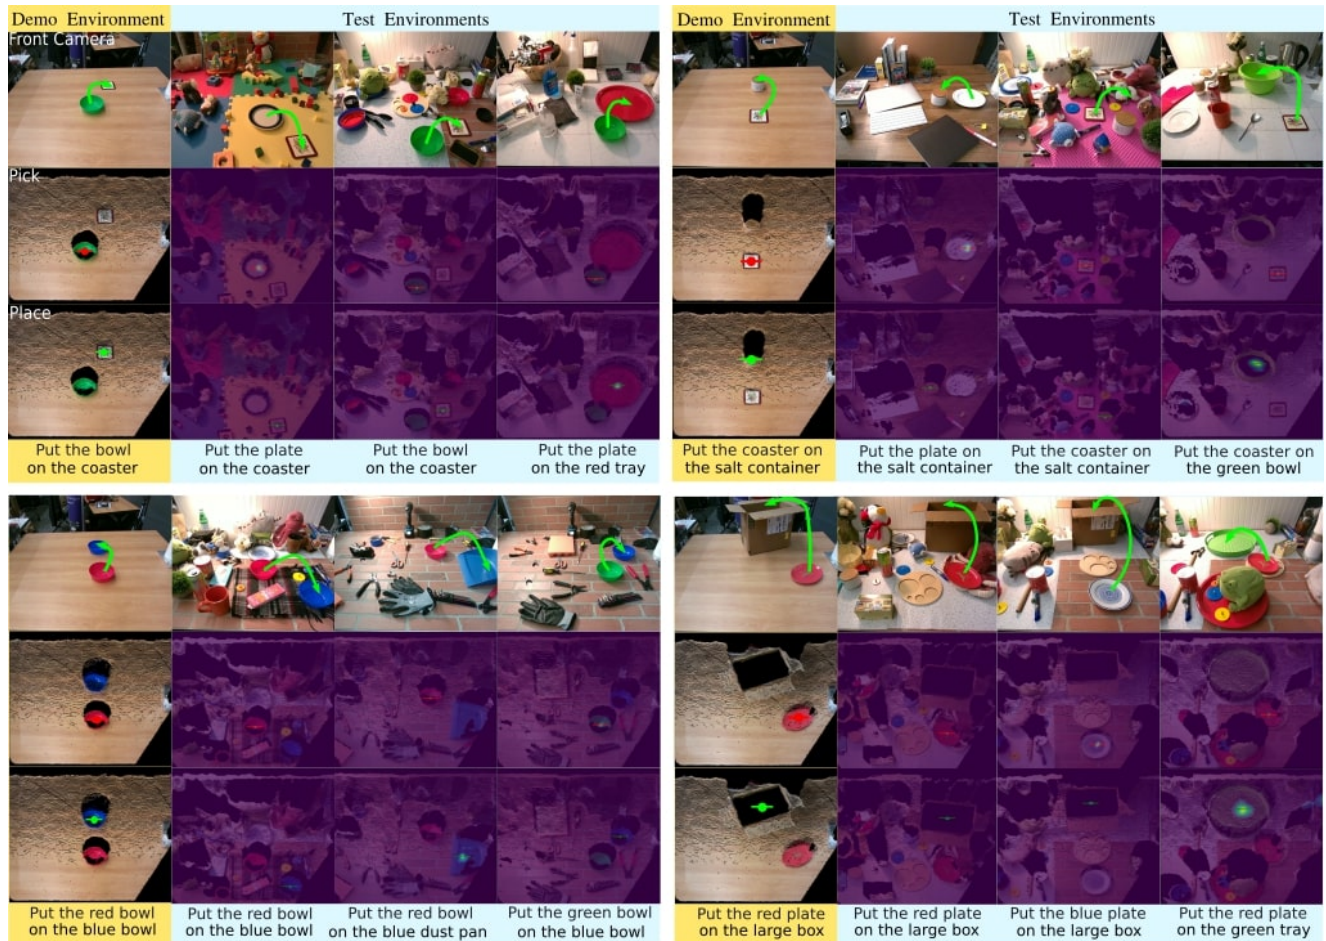 Demo Environment
Test Environments
Front Camera
Pick
Place
Put the bowl
on the coaster
Put the plate
on the coaster
Put the bowl
on the coaster
Put the plate
on the red tray
Demo Environment
Test Environments
Put the coaster on
the salt container
Put the plate on
the salt container
Put the coaster on
the salt container
Put the coaster on
the green bowl
Put the red bowl
on the blue bowl
Put the red bowl
on the blue bowl
Put the red bowl
on the blue dust pan
Put the green bowl
on the blue bowl
Put the red plate
on the large box
Put the red plate
on the large box
Put the blue plate
on the large box
Put the red plate
on the green tray